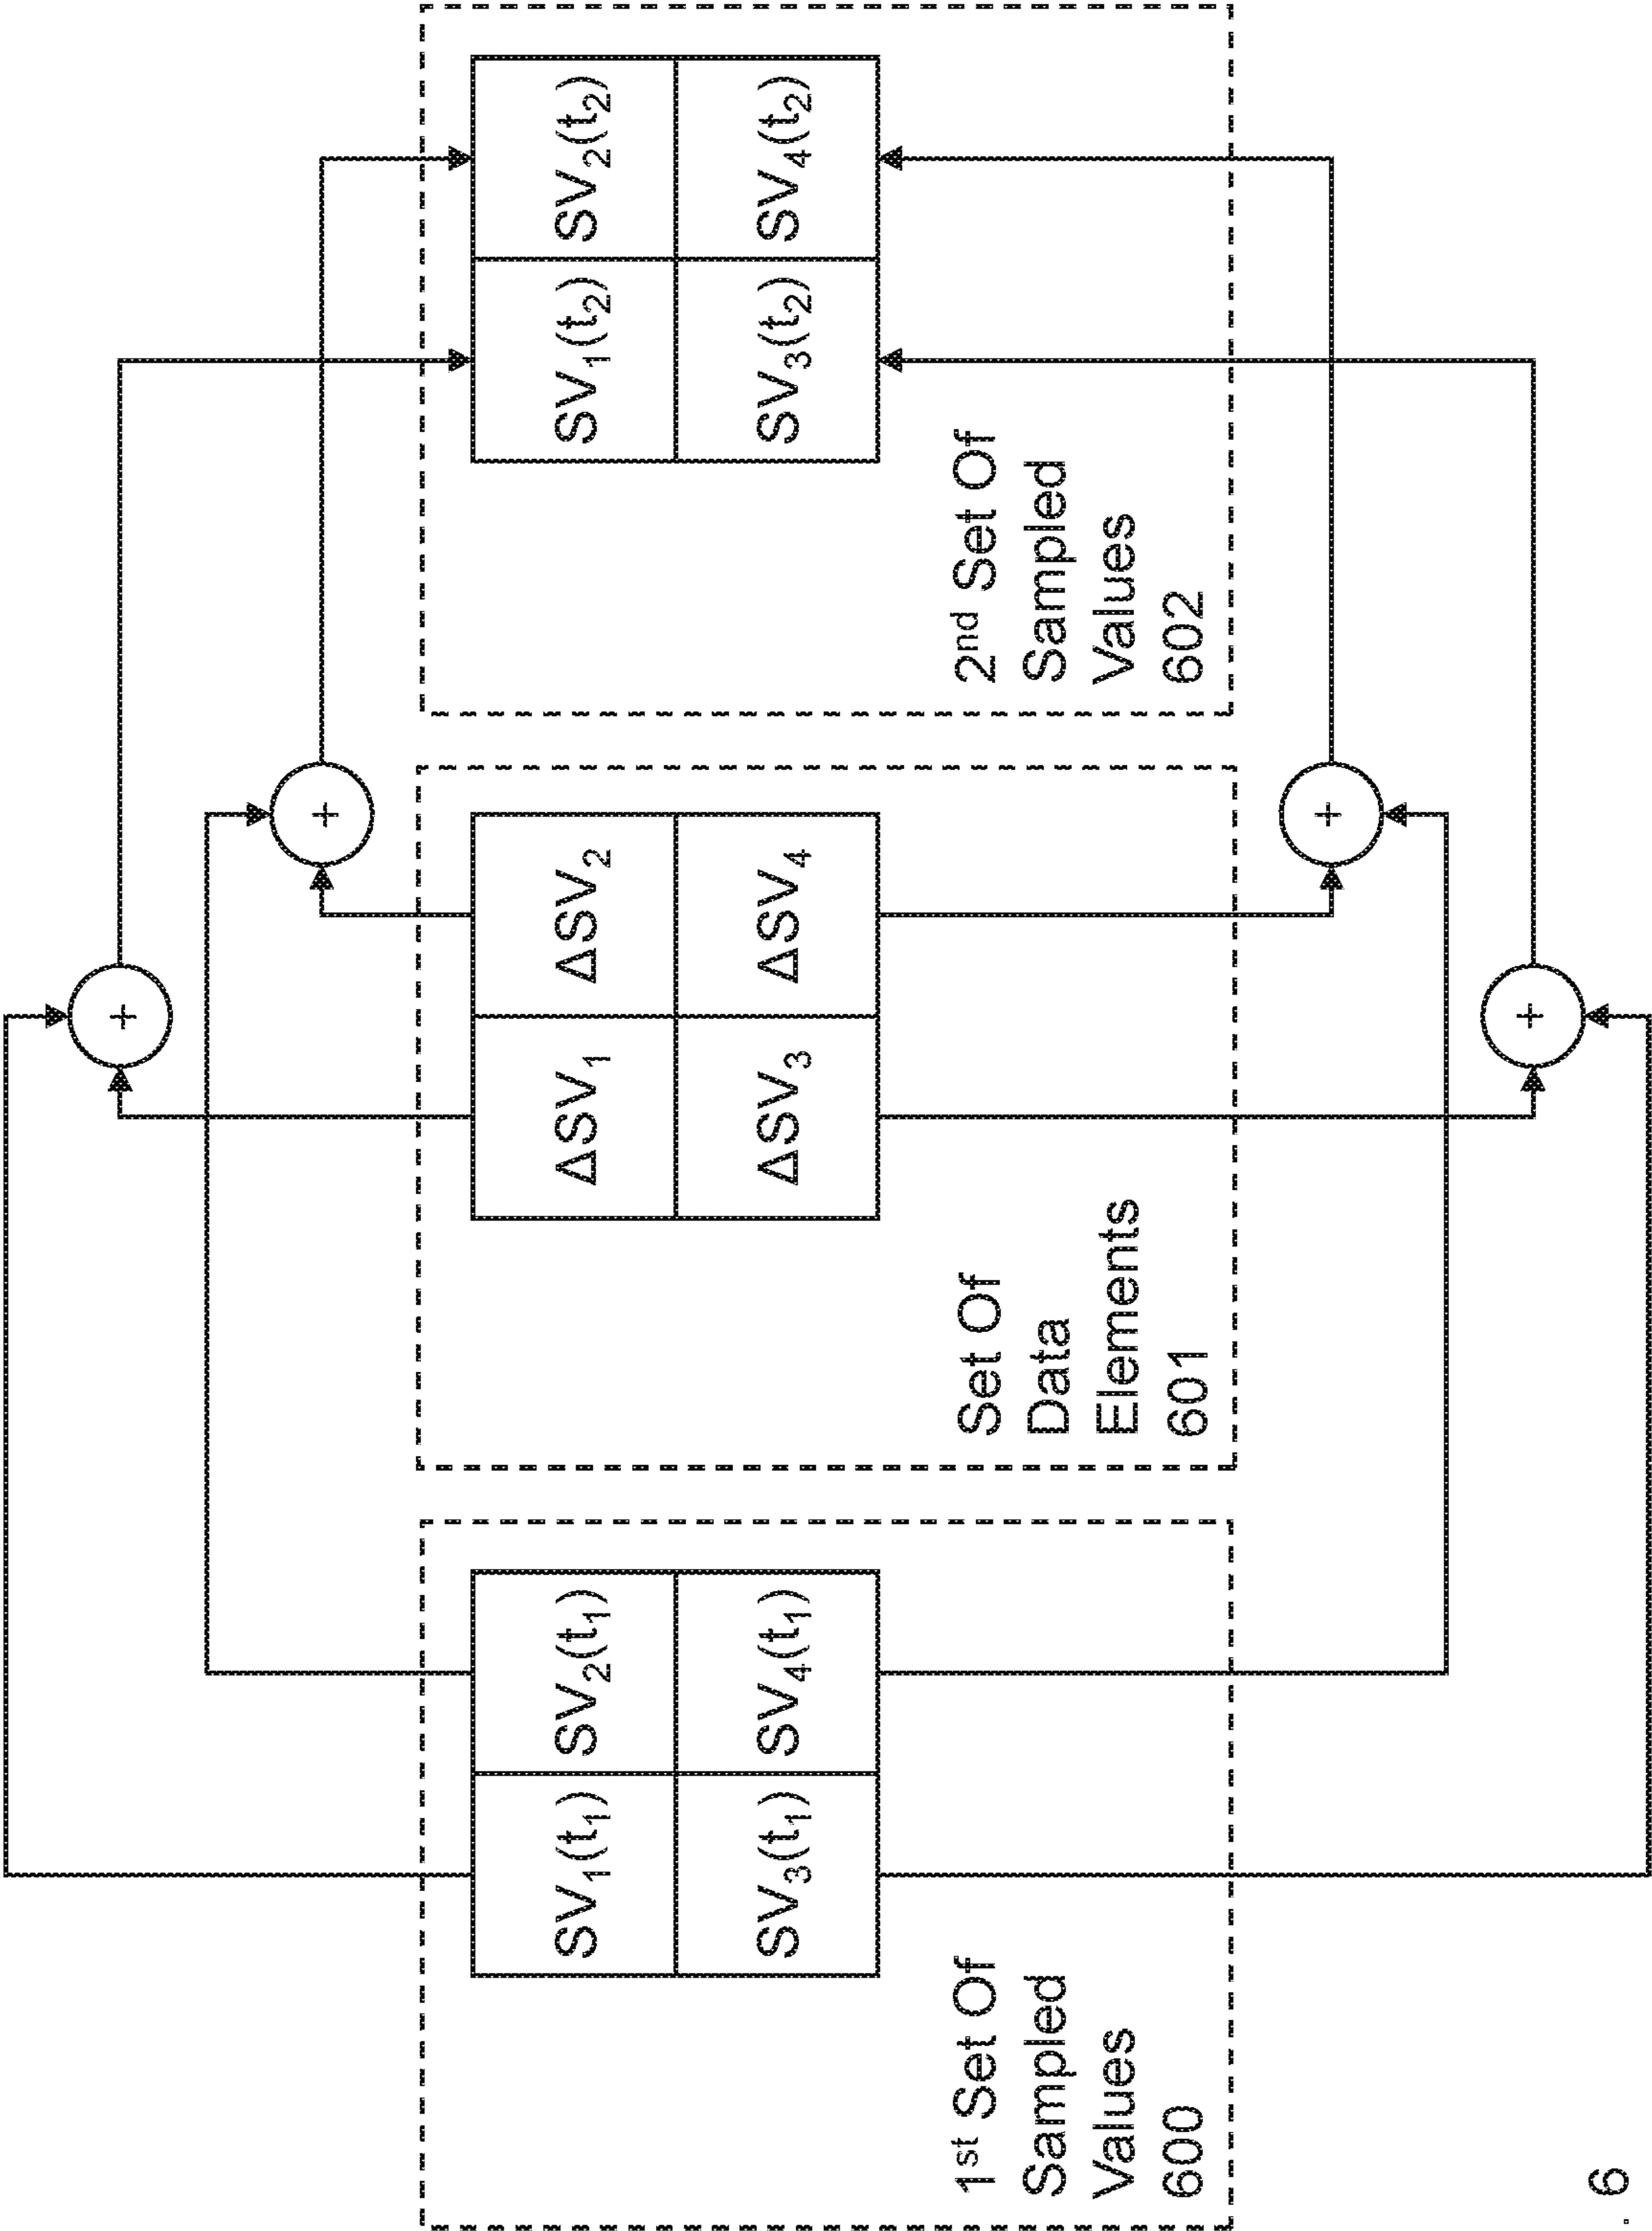 SV₁(t₁) SV₂(t₁)
SV₃(t₁) SV₄(t₁)
1st Set Of
Sampled
Values
600
ΔSV₁ ΔSV₂
ΔSV₃ ΔSV₄
Set Of
Data
Elements
601
SV₁(t₂) SV₂(t₂)
SV₃(t₂) SV₄(t₂)
2nd Set Of
Sampled
Values
602
+
+
+
+
. 6